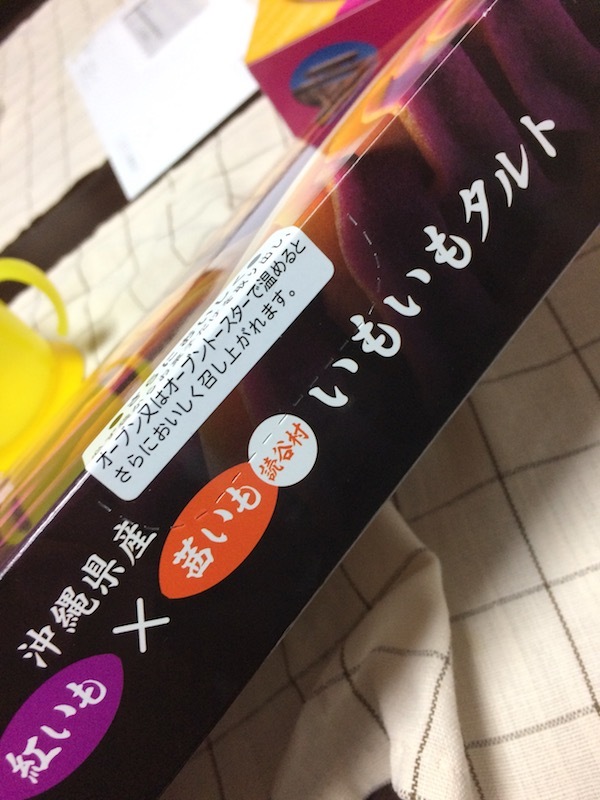 オーブン又はオーブントースターで温めると
さらにおいしく召し上がれます。
沖縄県産
紅いも
×
茜いも
読谷村
いもいもタルト